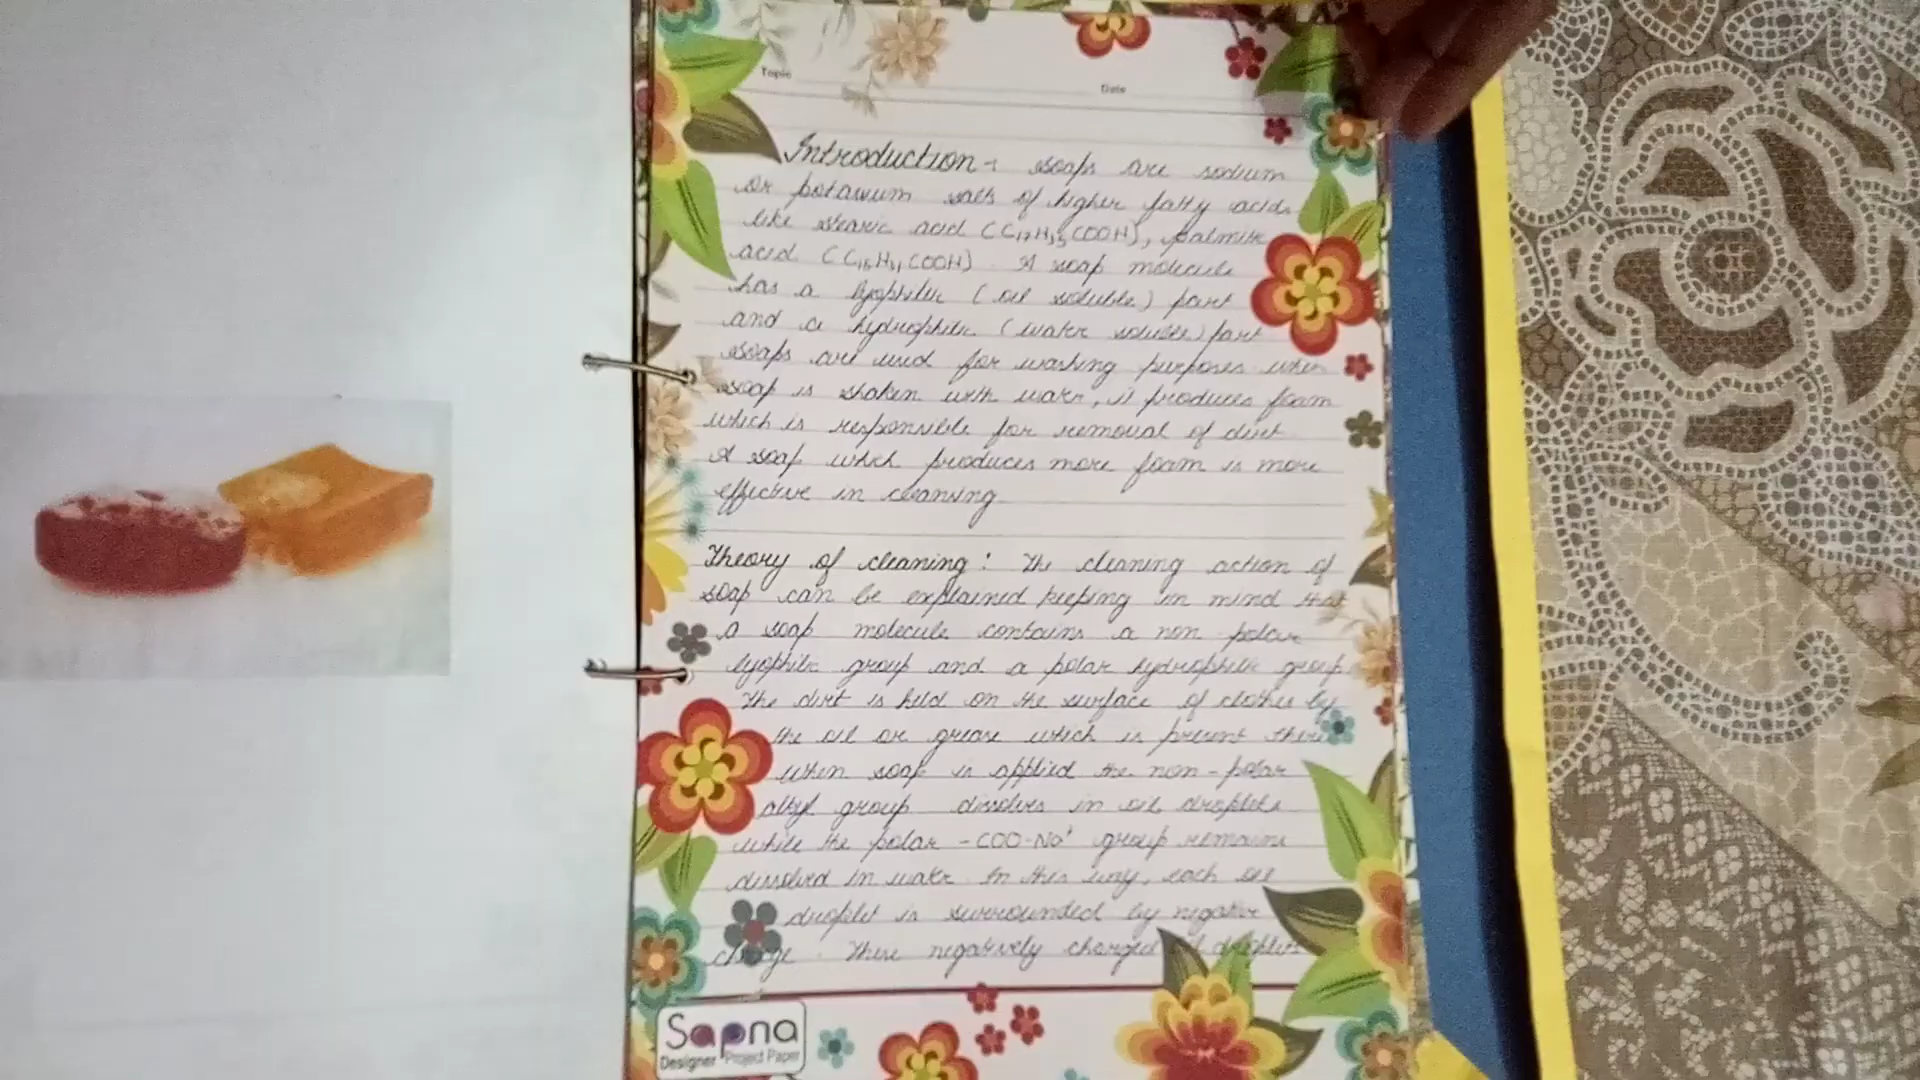 Topic
Date
Introduction - soaps are sodium
or potassium salts of higher fatty acids
like stearic acid (C₁₇H₃₅COOH), palmitic
acid (C₁₅H₃₁COOH). A soap molecule
has a lyophilic (oil soluble) part
and a hydrophilic (water soluble) part
soaps are used for washing purposes when
soap is shaken with water, it produces foam
which is responsible for removal of dirt.
A soap which produces more foam is more
effective in cleansing.
Theory of cleaning: The cleaning action of
soap can be explained keeping in mind that
a soap molecule contains a non polar
lyophilic group and a polar hydrophilic group
The dirt is held on the surface of clothes by
the oil or grease which is present there
when soap is applied the non-polar
alkyl group dissolves in oil droplets
while the polar -COO-Na⁺ group remains
dissolved in water. In this way, each oil
droplet is surrounded by negative
charge. These negatively charged oil droplets
Sapna
Designer Project Paper